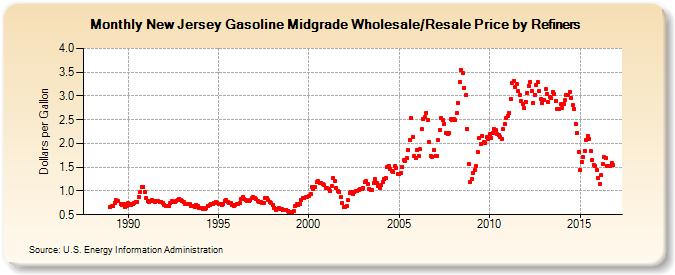 Monthly New Jersey Gasoline Midgrade Wholesale/Resale Price by Refiners
Dollars per Gallon
4.0
3.5
3.0
2.5
2.0
1.5
1.0
0.5
1990 1995 2000 2005 2010 2015
Source: U.S. Energy Information Administration